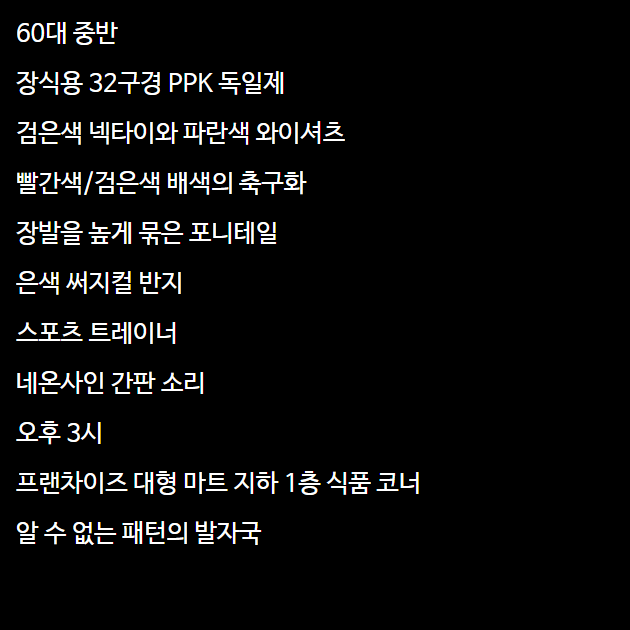 60대 중반
장식용 32구경 PPK 독일제
검은색 넥타이와 파란색 와이셔츠
빨간색/검은색 배색의 축구화
장발을 높게 묶은 포니테일
은색 써지컬 반지
스포츠 트레이너
네온사인 간판 소리
오후 3시
프랜차이즈 대형 마트 지하 1층 식품 코너
알 수 없는 패턴의 발자국